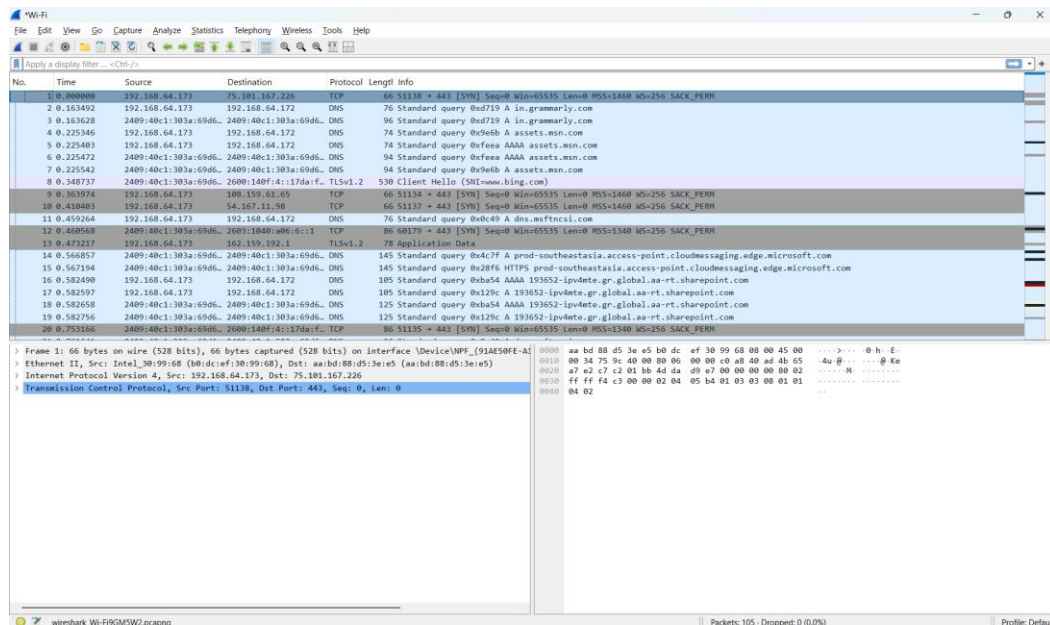 *Wi-Fi
File Edit View Go Capture Analyze Statistics Telephony Wireless Tools Help
Apply a display filter ... <Ctrl-/>
No. Time Source Destination Protocol Length Info
1 0.000000 192.168.64.173 75.101.167.226 TCP 66 51138 → 443 [SYN] Seq=0 Win=65535 Len=0 MSS=1460 WS=256 SACK_PERM
2 0.163492 192.168.64.173 192.168.64.172 DNS 76 Standard query 0xd719 A in.grammarly.com
3 0.163628 2409:40c1:303a:69d6… 2409:40c1:303a:69d6… DNS 96 Standard query 0xd719 A in.grammarly.com
4 0.225346 192.168.64.173 192.168.64.172 DNS 74 Standard query 0x9e6b A assets.msn.com
5 0.225403 192.168.64.173 192.168.64.172 DNS 74 Standard query 0xfeea AAAA assets.msn.com
6 0.225472 2409:40c1:303a:69d6… 2409:40c1:303a:69d6… DNS 94 Standard query 0xfeea AAAA assets.msn.com
7 0.225542 2409:40c1:303a:69d6… 2409:40c1:303a:69d6… DNS 94 Standard query 0x9e6b A assets.msn.com
8 0.348737 2409:40c1:303a:69d6… 2600:140f:4::17da:f… TLSv1.2 530 Client Hello (SNI=www.bing.com)
9 0.363974 192.168.64.173 108.159.61.65 TCP 66 51134 → 443 [SYN] Seq=0 Win=65535 Len=0 MSS=1460 WS=256 SACK_PERM
10 0.410403 192.168.64.173 54.167.11.98 TCP 66 51137 → 443 [SYN] Seq=0 Win=65535 Len=0 MSS=1460 WS=256 SACK_PERM
11 0.459264 192.168.64.173 192.168.64.172 DNS 76 Standard query 0x0c49 A dns.msftncsi.com
12 0.460568 2409:40c1:303a:69d6… 2603:1040:a06:6::1 TCP 86 60179 → 443 [SYN] Seq=0 Win=65535 Len=0 MSS=1340 WS=256 SACK_PERM
13 0.473217 192.168.64.173 162.159.192.1 TLSv1.2 78 Application Data
14 0.566857 2409:40c1:303a:69d6… 2409:40c1:303a:69d6… DNS 145 Standard query 0x4c7f A prod-southeastasia.access-point.cloudmessaging.edge.microsoft.com
15 0.567194 2409:40c1:303a:69d6… 2409:40c1:303a:69d6… DNS 145 Standard query 0x28f6 HTTPS prod-southeastasia.access-point.cloudmessaging.edge.microsoft.com
16 0.582490 192.168.64.173 192.168.64.172 DNS 105 Standard query 0xba54 AAAA 193652-ipv4mte.gr.global.aa-rt.sharepoint.com
17 0.582597 192.168.64.173 192.168.64.172 DNS 105 Standard query 0x129c A 193652-ipv4mte.gr.global.aa-rt.sharepoint.com
18 0.582658 2409:40c1:303a:69d6… 2409:40c1:303a:69d6… DNS 125 Standard query 0xba54 AAAA 193652-ipv4mte.gr.global.aa-rt.sharepoint.com
19 0.582756 2409:40c1:303a:69d6… 2409:40c1:303a:69d6… DNS 125 Standard query 0x129c A 193652-ipv4mte.gr.global.aa-rt.sharepoint.com
20 0.753166 2409:40c1:303a:69d6… 2600:140f:4::17da:f… TCP 86 51135 → 443 [SYN] Seq=0 Win=65535 Len=0 MSS=1340 WS=256 SACK_PERM
> Frame 1: 66 bytes on wire (528 bits), 66 bytes captured (528 bits) on interface \Device\NPF_{91AE50FE-A
> Ethernet II, Src: Intel_30:99:68 (b0:dc:ef:30:99:68), Dst: aa:bd:88:d5:3e:e5 (aa:bd:88:d5:3e:e5)
> Internet Protocol Version 4, Src: 192.168.64.173, Dst: 75.101.167.226
> Transmission Control Protocol, Src Port: 51138, Dst Port: 443, Seq: 0, Len: 0
0000 aa bd 88 d5 3e e5 b0 dc ef 30 99 68 08 00 45 00 ····>··· ·0·h··E·
0010 00 34 75 9c 40 00 80 06 00 00 c0 a8 40 ad 4b 65 ·4u·@··· ····@·Ke
0020 a7 e2 c7 c2 01 bb 4d da d9 e7 00 00 00 00 80 02 ······M· ········
0030 ff ff f4 c3 00 00 02 04 05 b4 01 03 03 08 01 01 ········ ········
0040 04 02 ··
wireshark_Wi-Fi9GM5W2.pcapng Packets: 105 · Dropped: 0 (0.0%) Profile: Defau